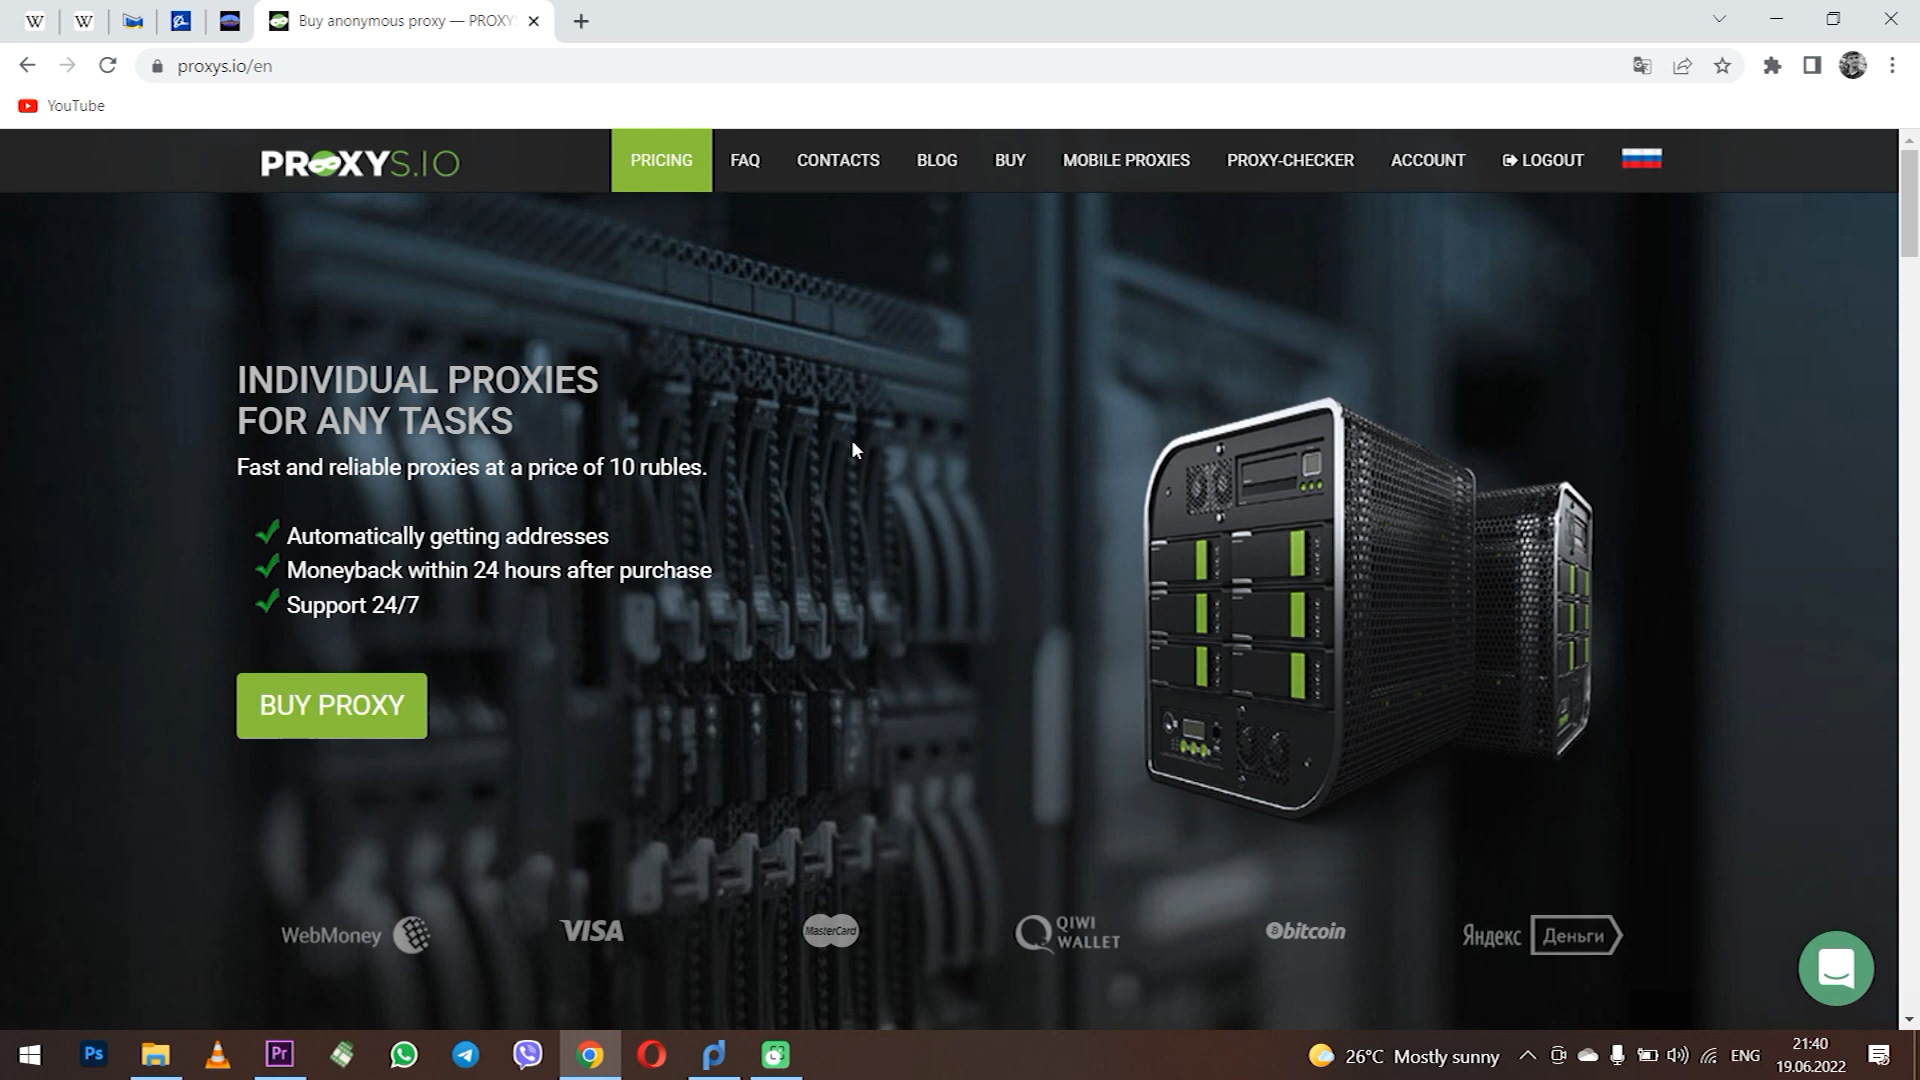 Buy anonymous proxy — PROXY
proxys.io/en
YouTube
PROXYS.IO
PRICING
FAQ
CONTACTS
BLOG
BUY
MOBILE PROXIES
PROXY-CHECKER
ACCOUNT
LOGOUT
INDIVIDUAL PROXIES
FOR ANY TASKS
Fast and reliable proxies at a price of 10 rubles.
Automatically getting addresses
Moneyback within 24 hours after purchase
Support 24/7
BUY PROXY
WebMoney
VISA
MasterCard
QIWI
WALLET
bitcoin
Яндекс Деньги
Ps
Pr
26°C Mostly sunny
ENG
21:40
19.06.2022